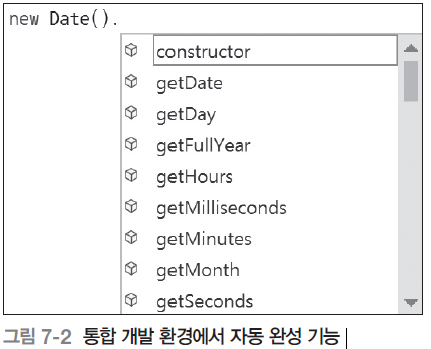 new Date().
constructor
getDate
getDay
getFullYear
getHours
getMilliseconds
getMinutes
getMonth
getSeconds
그림 7-2 통합 개발 환경에서 자동 완성 기능